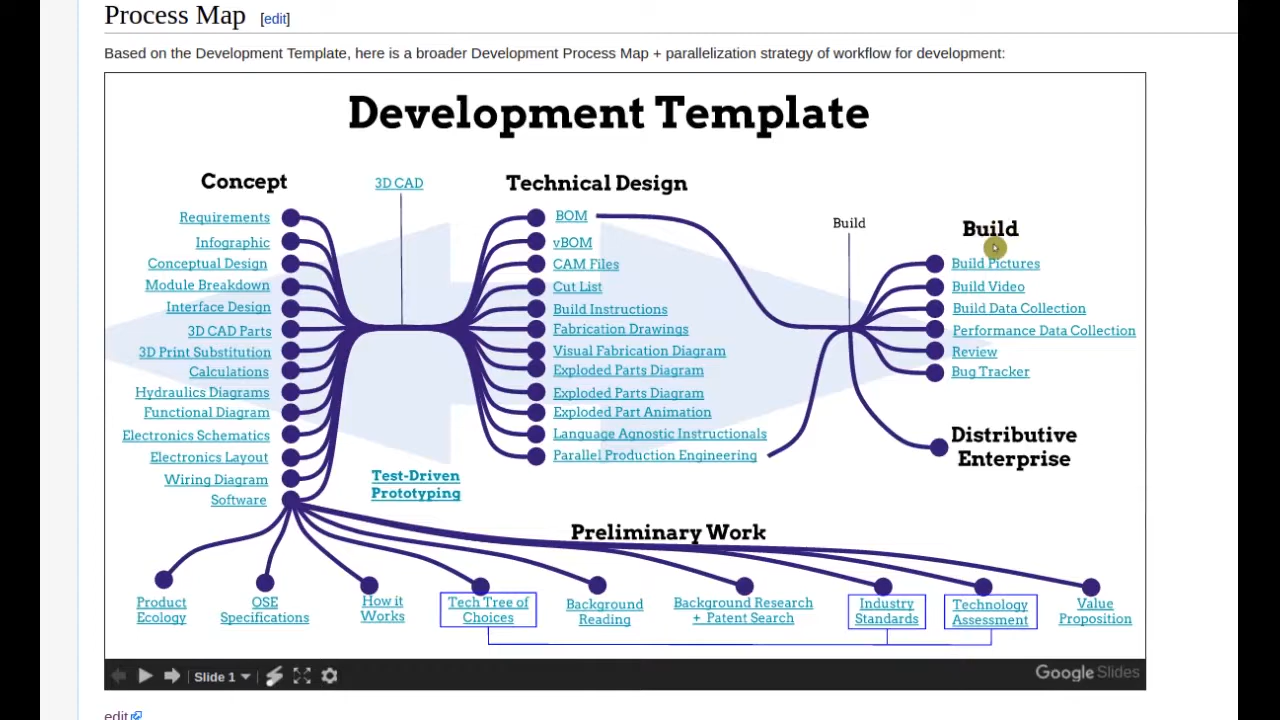 Process Map [edit]
Based on the Development Template, here is a broader Development Process Map + parallelization strategy of workflow for development:
Development Template
Concept
3D CAD
Technical Design
Requirements
Infographic
Conceptual Design
Module Breakdown
Interface Design
3D CAD Parts
3D Print Substitution
Calculations
Hydraulics Diagrams
Functional Diagram
Electronics Schematics
Electronics Layout
Wiring Diagram
Software
BOM
vBOM
CAM Files
Cut List
Build Instructions
Fabrication Drawings
Visual Fabrication Diagram
Exploded Parts Diagram
Exploded Parts Diagram
Exploded Part Animation
Language Agnostic Instructionals
Parallel Production Engineering
Build
Build
Build Pictures
Build Video
Build Data Collection
Performance Data Collection
Review
Bug Tracker
Distributive
Enterprise
Test-Driven
Prototyping
Preliminary Work
Product
Ecology
OSE
Specifications
How it
Works
Tech Tree of
Choices
Background
Reading
Background Research
+ Patent Search
Industry
Standards
Technology
Assessment
Value
Proposition
Slide 1
Google Slides
edit